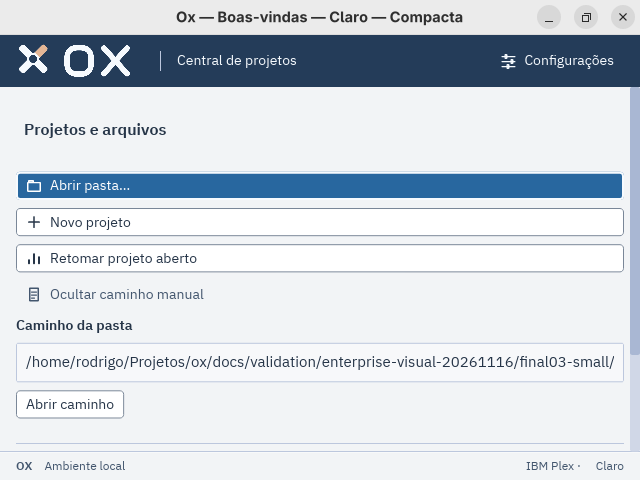 Ox — Boas-vindas — Claro — Compacta
OX
Central de projetos
Configurações
Projetos e arquivos
Abrir pasta...
Novo projeto
Retomar projeto aberto
Ocultar caminho manual
Caminho da pasta
/home/rodrigo/Projetos/ox/docs/validation/enterprise-visual-20261116/final03-small/
Abrir caminho
OX Ambiente local
IBM Plex · Claro